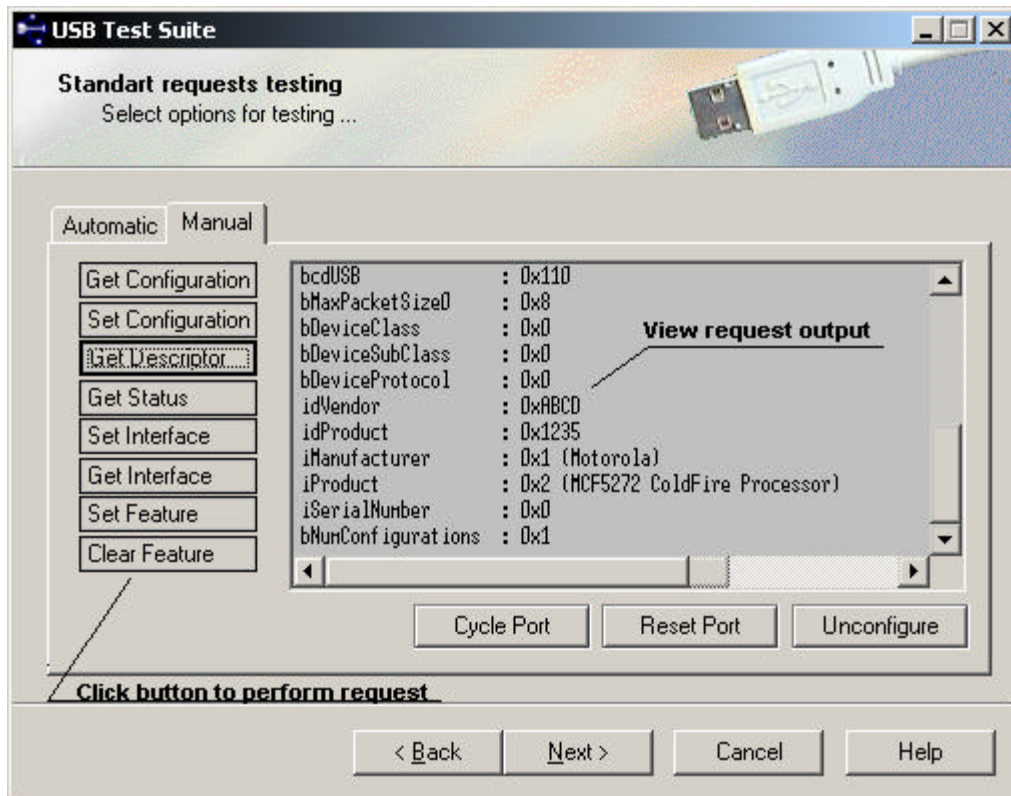 USB Test Suite
Standart requests testing
Select options for testing ...
Automatic
Manual
Get Configuration
Set Configuration
Get Descriptor
Get Status
Set Interface
Get Interface
Set Feature
Clear Feature
bcdUSB : 0x110
bMaxPacketSize0 : 0x8
bDeviceClass : 0x0
bDeviceSubClass : 0x0
bDeviceProtocol : 0x0
idVendor : 0xABCD
idProduct : 0x1235
iManufacturer : 0x1 (Motorola)
iProduct : 0x2 (MCF5272 ColdFire Processor)
iSerialNumber : 0x0
bNumConfigurations : 0x1
View request output
Cycle Port
Reset Port
Unconfigure
Click button to perform request
< Back
Next >
Cancel
Help